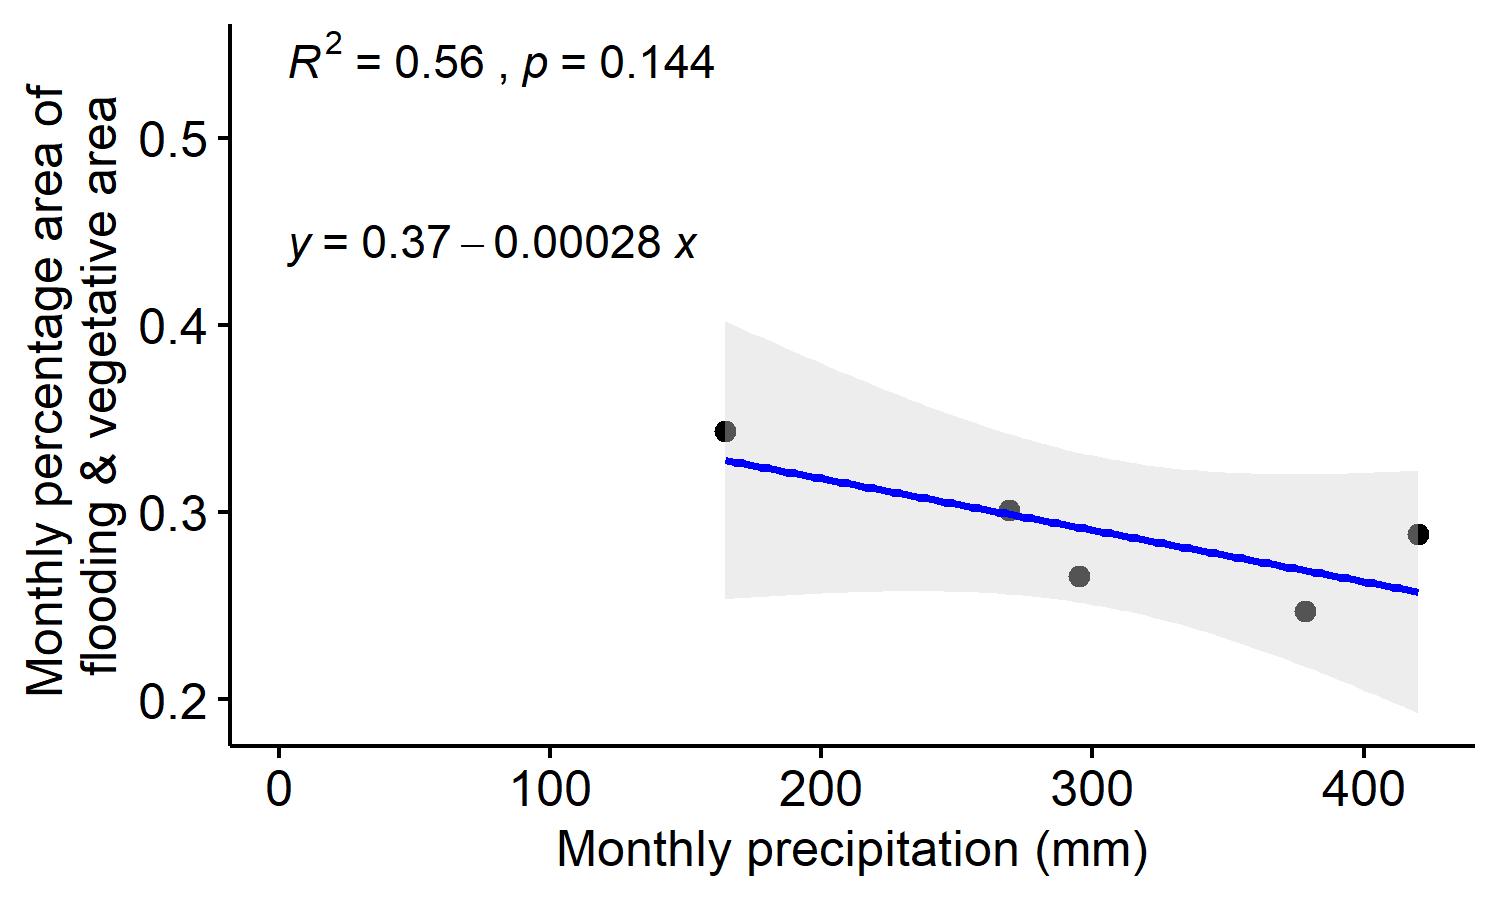 R² = 0.56 , p = 0.144
y = 0.37 – 0.00028 x
Monthly percentage area of
flooding & vegetative area
0.5
0.4
0.3
0.2
0 100 200 300 400
Monthly precipitation (mm)